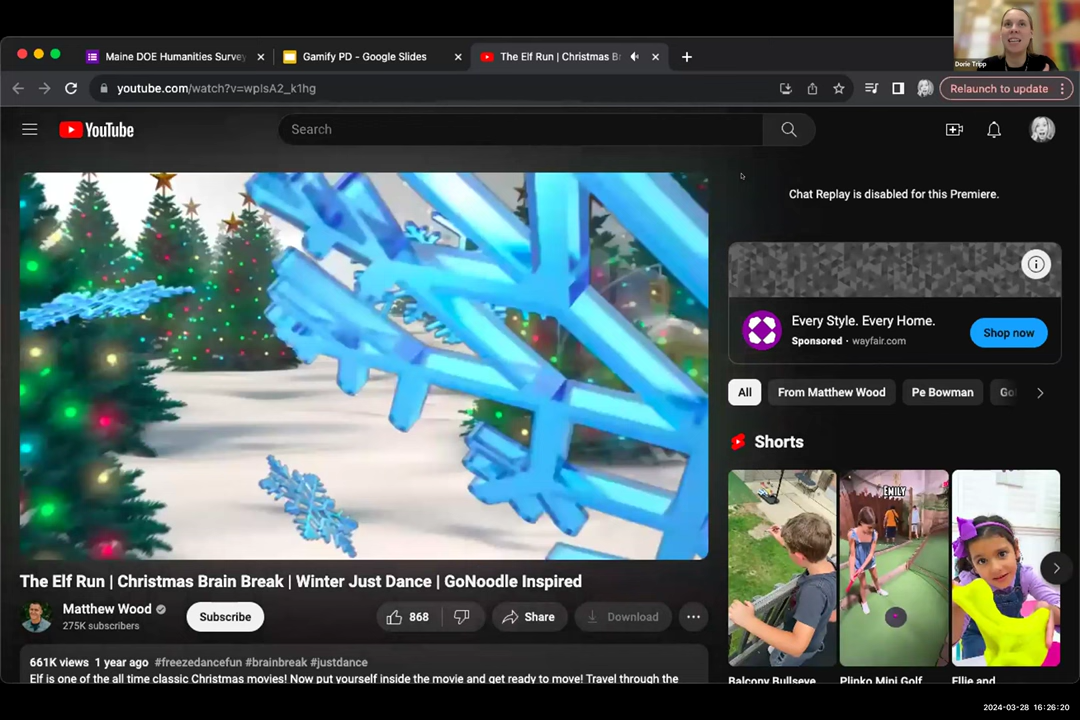 Dorie Tripp
Maine DOE Humanities Survey
Gamify PD - Google Slides
The Elf Run | Christmas Br
youtube.com/watch?v=wplsA2_k1hg
Relaunch to update
YouTube
Search
Chat Replay is disabled for this Premiere.
Every Style. Every Home.
Shop now
Sponsored · wayfair.com
All
From Matthew Wood
Pe Bowman
Go
Shorts
EMILY
The Elf Run | Christmas Brain Break | Winter Just Dance | GoNoodle Inspired
Matthew Wood
275K subscribers
Subscribe
868
Share
Download
661K views 1 year ago #freezedancefun #brainbreak #justdance
Elf is one of the all time classic Christmas movies! Now put yourself inside the movie and get ready to move! Travel through the
Balcony Bullseye
Plinko Mini Golf
Ellie and
2024-03-28 16:26:20